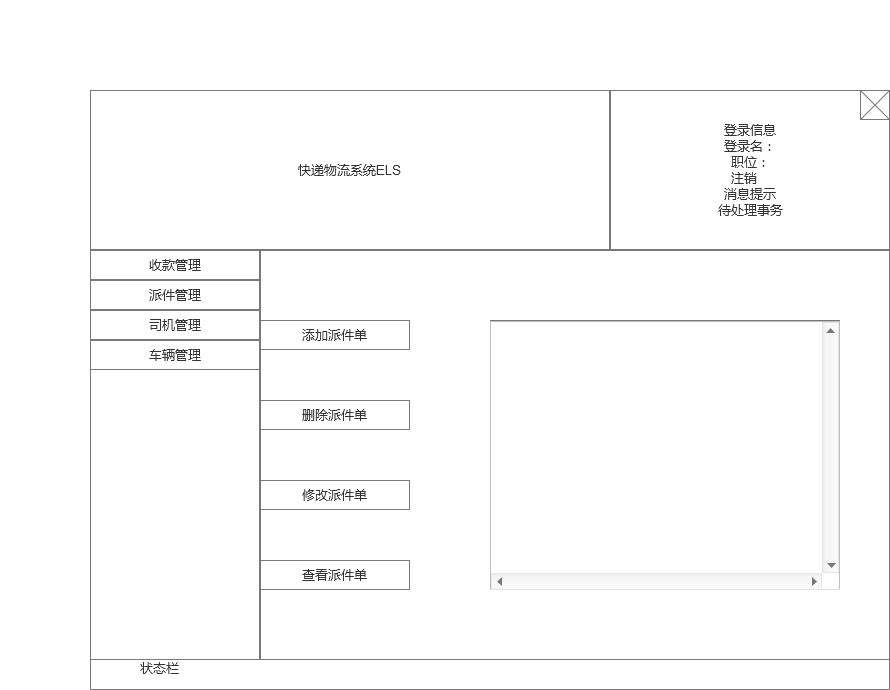 快递物流系统ELS
登录信息
登录名：
职位：
注销
消息提示
待处理事务
收款管理
派件管理
司机管理
车辆管理
添加派件单
删除派件单
修改派件单
查看派件单
状态栏